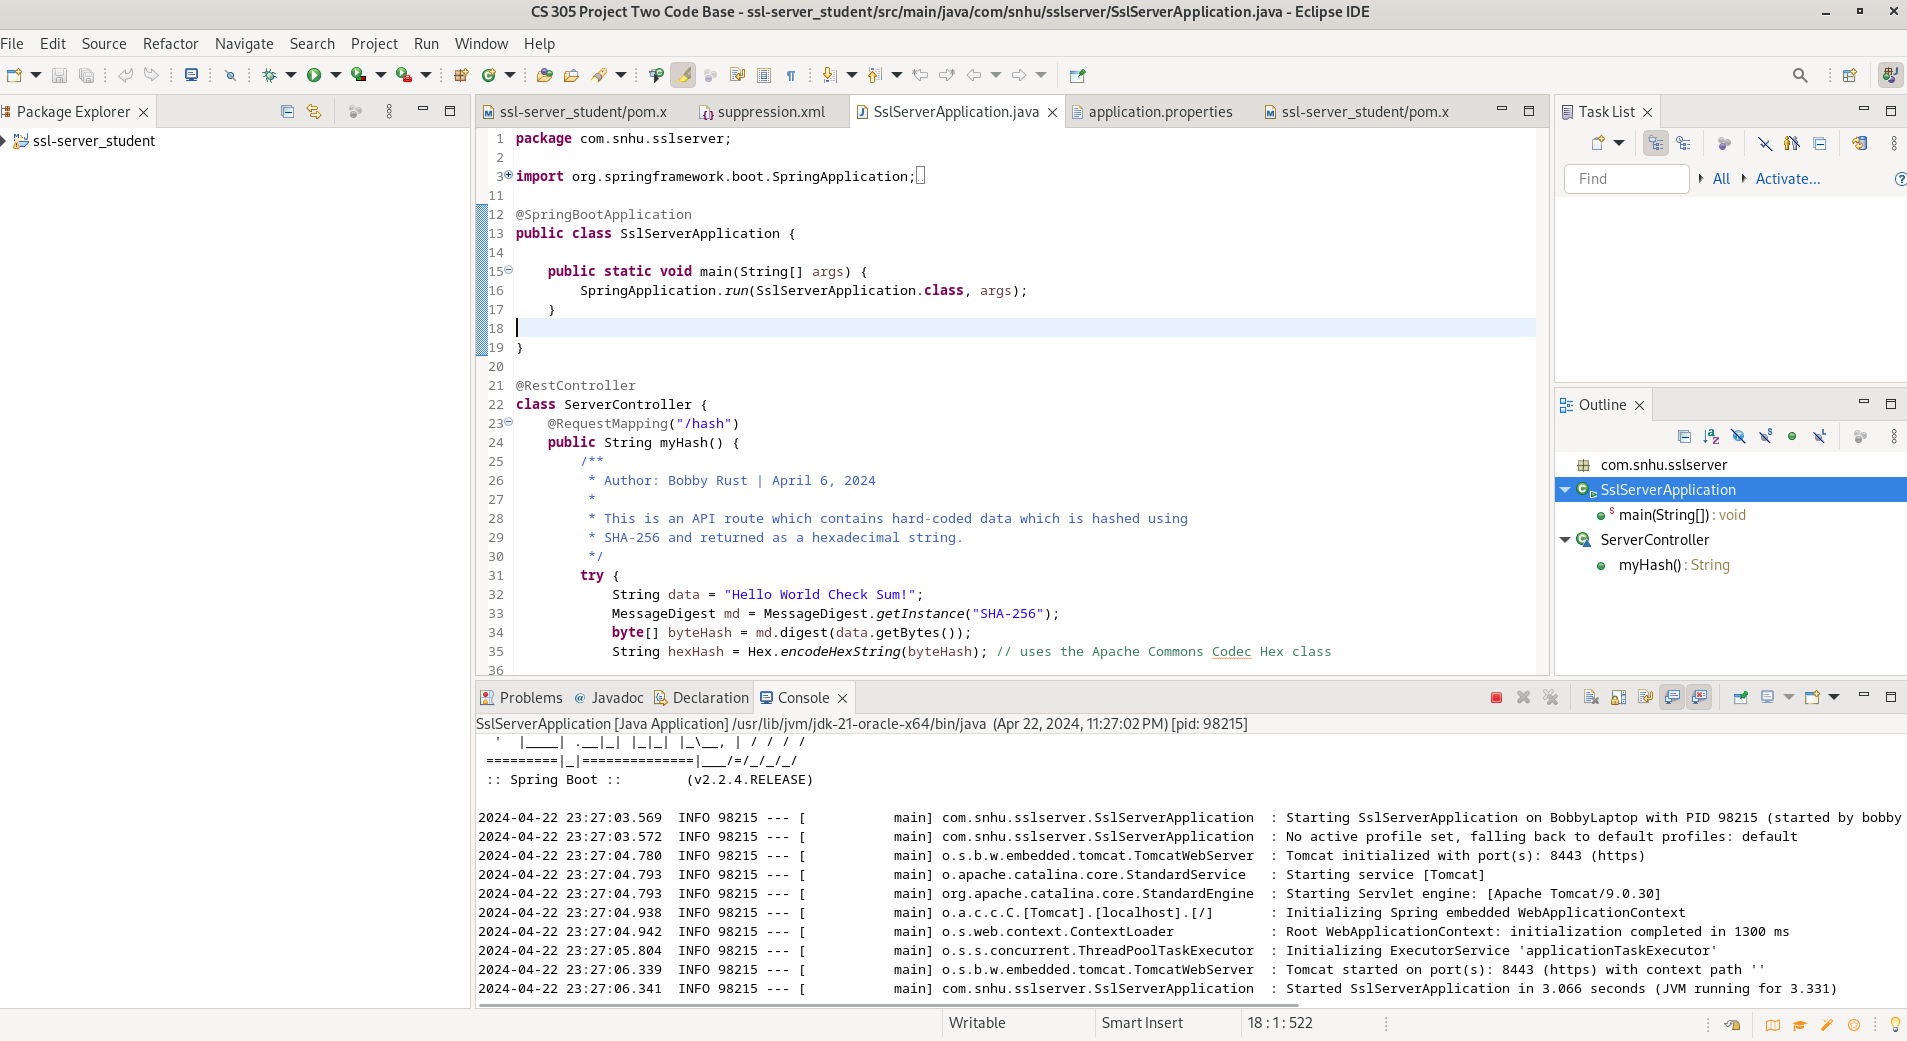 CS 305 Project Two Code Base - ssl-server_student/src/main/java/com/snhu/sslserver/SslServerApplication.java - Eclipse IDE
File Edit Source Refactor Navigate Search Project Run Window Help
Package Explorer
ssl-server_student
ssl-server_student/pom.x suppression.xml SslServerApplication.java application.properties ssl-server_student/pom.x
1 package com.snhu.sslserver;
2
3 import org.springframework.boot.SpringApplication;
11
12 @SpringBootApplication
13 public class SslServerApplication {
14
15 public static void main(String[] args) {
16 SpringApplication.run(SslServerApplication.class, args);
17 }
18
19 }
20
21 @RestController
22 class ServerController {
23 @RequestMapping("/hash")
24 public String myHash() {
25 /**
26 * Author: Bobby Rust | April 6, 2024
27 *
28 * This is an API route which contains hard-coded data which is hashed using
29 * SHA-256 and returned as a hexadecimal string.
30 */
31 try {
32 String data = "Hello World Check Sum!";
33 MessageDigest md = MessageDigest.getInstance("SHA-256");
34 byte[] byteHash = md.digest(data.getBytes());
35 String hexHash = Hex.encodeHexString(byteHash); // uses the Apache Commons Codec Hex class
36
Task List
Find All Activate...
Outline
com.snhu.sslserver
SslServerApplication
main(String[]) : void
ServerController
myHash() : String
Problems Javadoc Declaration Console
SslServerApplication [Java Application] /usr/lib/jvm/jdk-21-oracle-x64/bin/java (Apr 22, 2024, 11:27:02 PM) [pid: 98215]
' |____| .__|_| |_|_| |_\__, | / / / /
=========|_|==============|___/=/_/_/_/
:: Spring Boot :: (v2.2.4.RELEASE)
2024-04-22 23:27:03.569 INFO 98215 --- [ main] com.snhu.sslserver.SslServerApplication : Starting SslServerApplication on BobbyLaptop with PID 98215 (started by bobby
2024-04-22 23:27:03.572 INFO 98215 --- [ main] com.snhu.sslserver.SslServerApplication : No active profile set, falling back to default profiles: default
2024-04-22 23:27:04.780 INFO 98215 --- [ main] o.s.b.w.embedded.tomcat.TomcatWebServer : Tomcat initialized with port(s): 8443 (https)
2024-04-22 23:27:04.793 INFO 98215 --- [ main] o.apache.catalina.core.StandardService : Starting service [Tomcat]
2024-04-22 23:27:04.793 INFO 98215 --- [ main] org.apache.catalina.core.StandardEngine : Starting Servlet engine: [Apache Tomcat/9.0.30]
2024-04-22 23:27:04.938 INFO 98215 --- [ main] o.a.c.c.C.[Tomcat].[localhost].[/] : Initializing Spring embedded WebApplicationContext
2024-04-22 23:27:04.942 INFO 98215 --- [ main] o.s.web.context.ContextLoader : Root WebApplicationContext: initialization completed in 1300 ms
2024-04-22 23:27:05.804 INFO 98215 --- [ main] o.s.s.concurrent.ThreadPoolTaskExecutor : Initializing ExecutorService 'applicationTaskExecutor'
2024-04-22 23:27:06.339 INFO 98215 --- [ main] o.s.b.w.embedded.tomcat.TomcatWebServer : Tomcat started on port(s): 8443 (https) with context path ''
2024-04-22 23:27:06.341 INFO 98215 --- [ main] com.snhu.sslserver.SslServerApplication : Started SslServerApplication in 3.066 seconds (JVM running for 3.331)
Writable Smart Insert 18 : 1 : 522